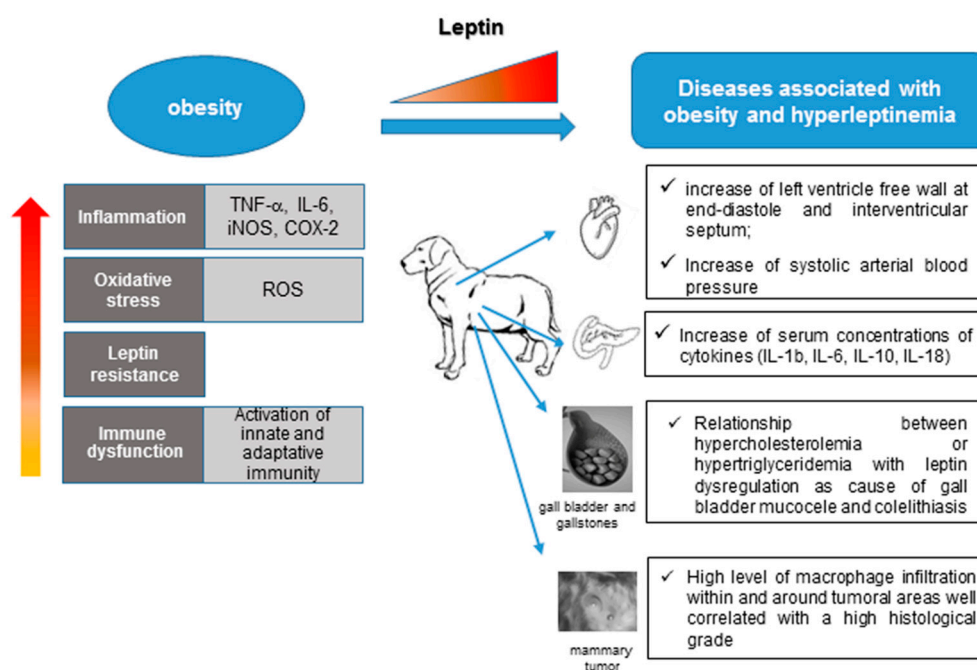 Leptin
obesity
Diseases associated with
obesity and hyperleptinemia
Inflammation
TNF-α, IL-6,
iNOS, COX-2
Oxidative
stress
ROS
Leptin
resistance
Immune
dysfunction
Activation of
innate and
adaptative
immunity
✓ increase of left ventricle free wall at
end-diastole and interventricular
septum;
✓ Increase of systolic arterial blood
pressure
✓ Increase of serum concentrations of
cytokines (IL-1b, IL-6, IL-10, IL-18)
gall bladder and
gallstones
✓ Relationship between
hypercholesterolemia or
hypertriglyceridemia with leptin
dysregulation as cause of gall
bladder mucocele and colelithiasis
mammary
tumor
✓ High level of macrophage infiltration
within and around tumoral areas well
correlated with a high histological
grade